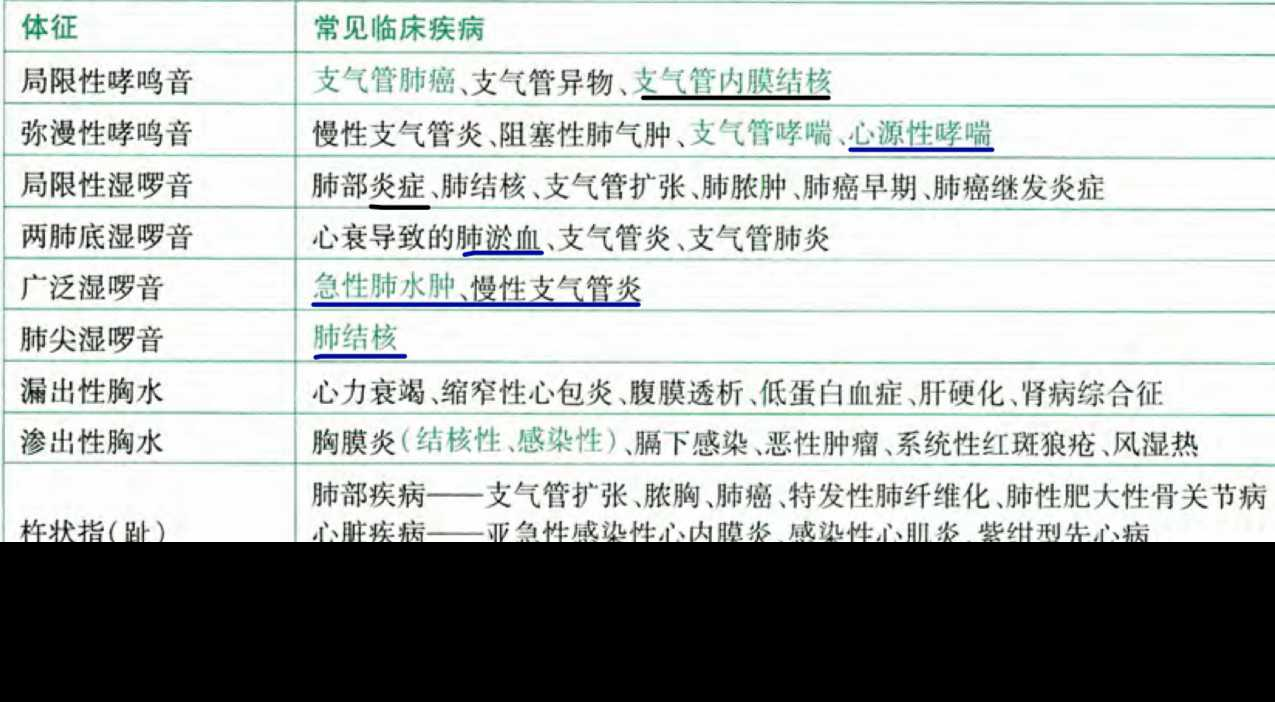 体征 常见临床疾病
局限性哮鸣音 支气管肺癌、支气管异物、支气管内膜结核
弥漫性哮鸣音 慢性支气管炎、阻塞性肺气肿、支气管哮喘、心源性哮喘
局限性湿啰音 肺部炎症、肺结核、支气管扩张、肺脓肿、肺癌早期、肺癌继发炎症
两肺底湿啰音 心衰导致的肺淤血、支气管炎、支气管肺炎
广泛湿啰音 急性肺水肿、慢性支气管炎
肺尖湿啰音 肺结核
漏出性胸水 心力衰竭、缩窄性心包炎、腹膜透析、低蛋白血症、肝硬化、肾病综合征
渗出性胸水 胸膜炎(结核性、感染性)、膈下感染、恶性肿瘤、系统性红斑狼疮、风湿热
肺部疾病——支气管扩张、脓胸、肺癌、特发性肺纤维化、肺性肥大性骨关节病
杵状指(趾) 心脏疾病——亚急性感染性心内膜炎、感染性心肌炎、紫绀型先心病